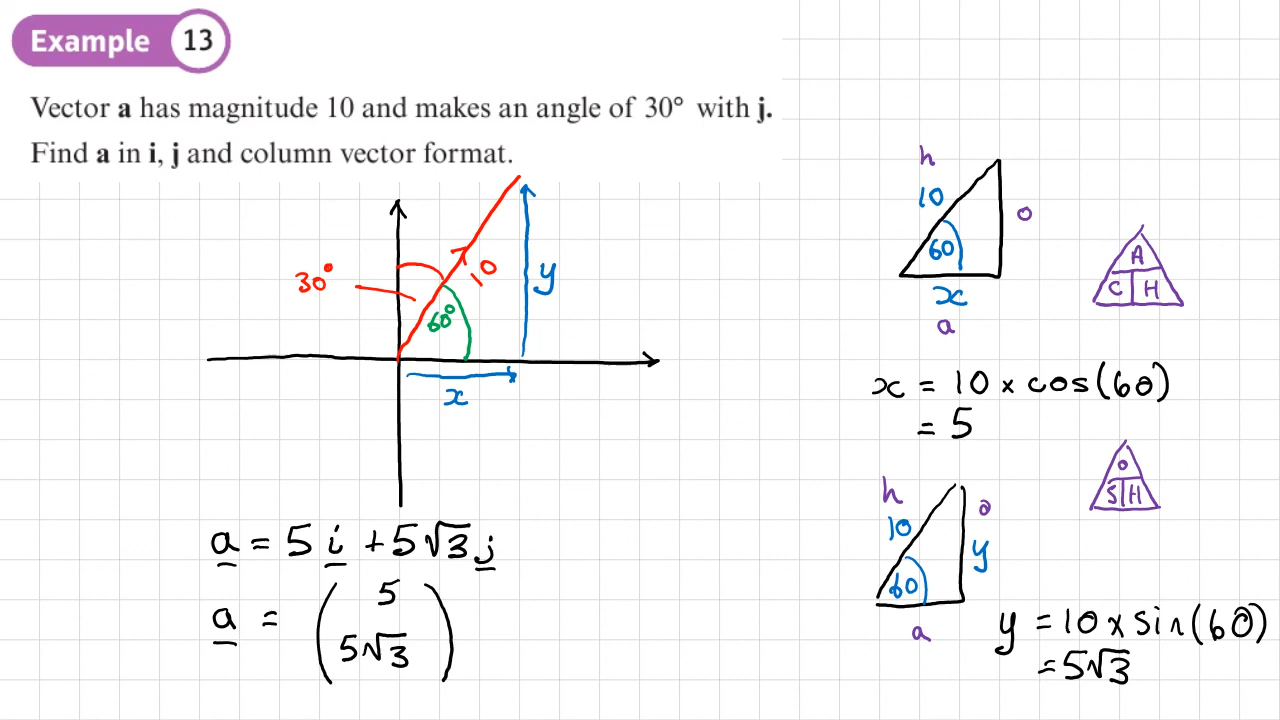 Example 13
Vector a has magnitude 10 and makes an angle of 30° with j.
Find a in i, j and column vector format.
30°
10
60°
y
x
a = 5 i + 5√3 j
a = ( 5
5√3 )
h
10
o
60
x
a
A
C H
x = 10 × cos(60)
= 5
h
10
o
y
60
a
O
S H
y = 10 × sin(60)
= 5√3